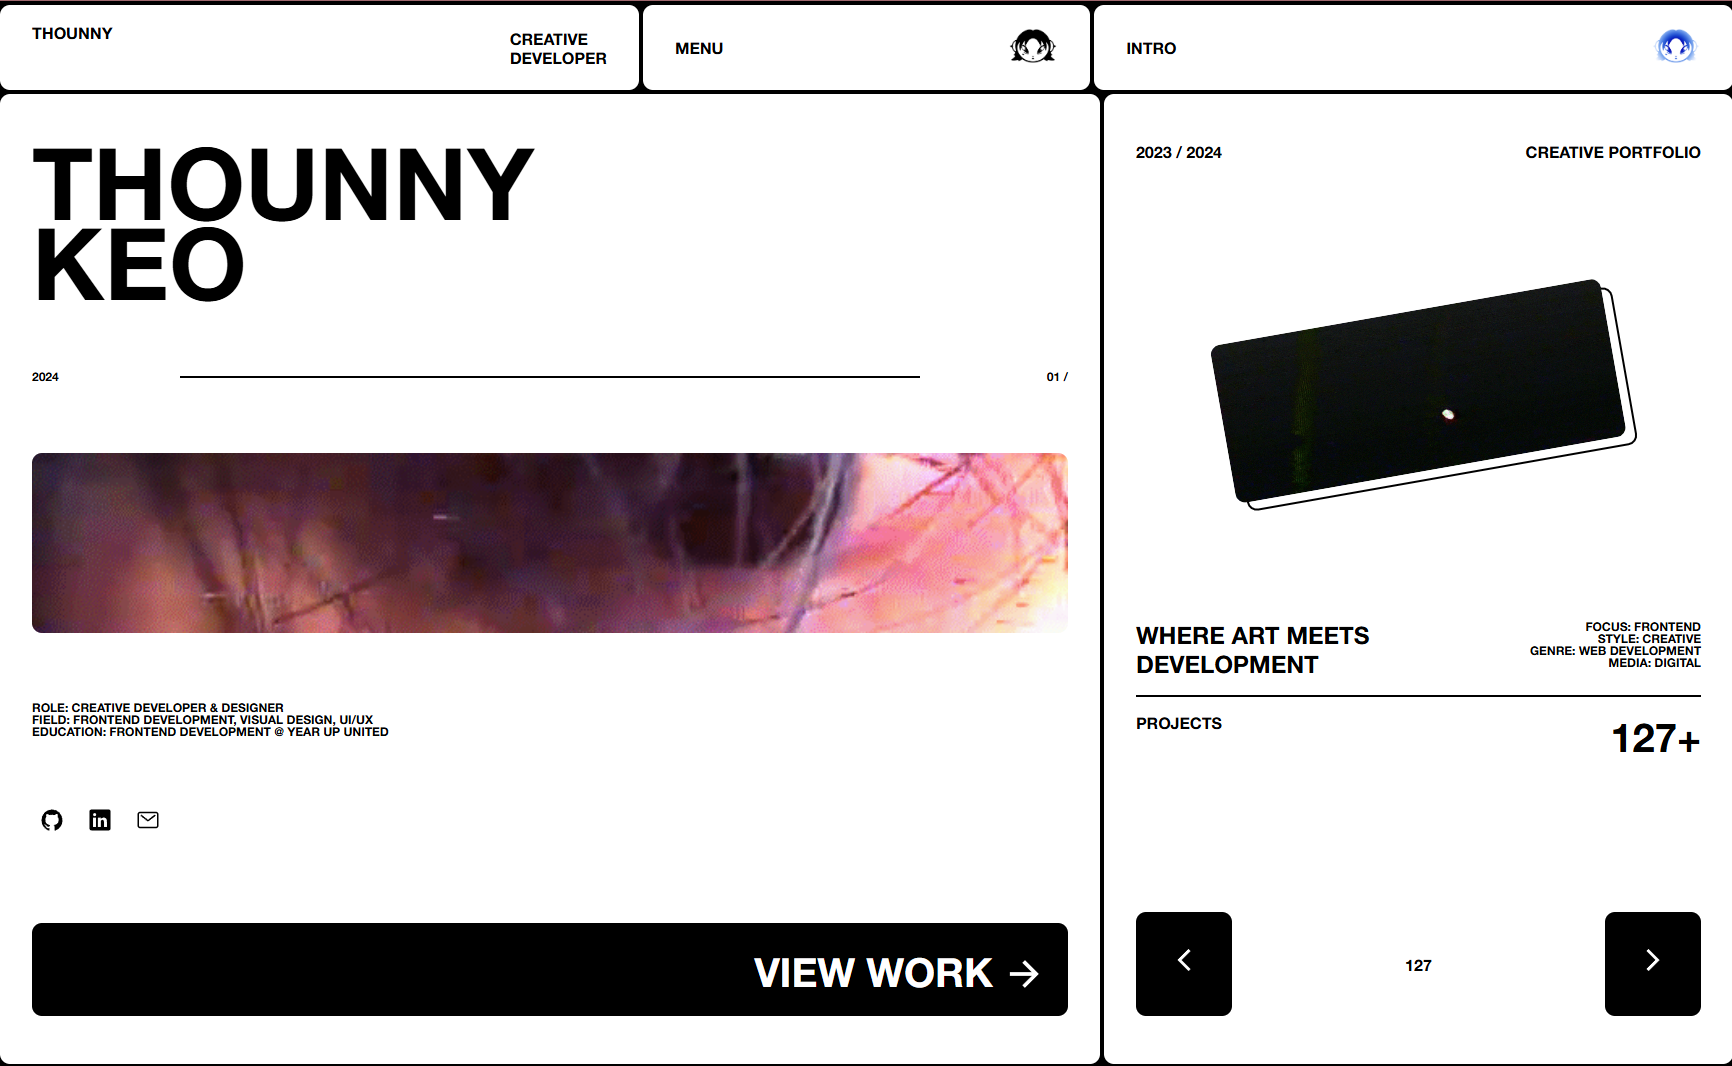 THOUNNY
CREATIVE
DEVELOPER
MENU
INTRO
THOUNNY
KEO
2024
01 /
ROLE: CREATIVE DEVELOPER & DESIGNER
FIELD: FRONTEND DEVELOPMENT, VISUAL DESIGN, UI/UX
EDUCATION: FRONTEND DEVELOPMENT @ YEAR UP UNITED
in
VIEW WORK →
2023 / 2024
CREATIVE PORTFOLIO
WHERE ART MEETS
DEVELOPMENT
FOCUS: FRONTEND
STYLE: CREATIVE
GENRE: WEB DEVELOPMENT
MEDIA: DIGITAL
PROJECTS
127+
127